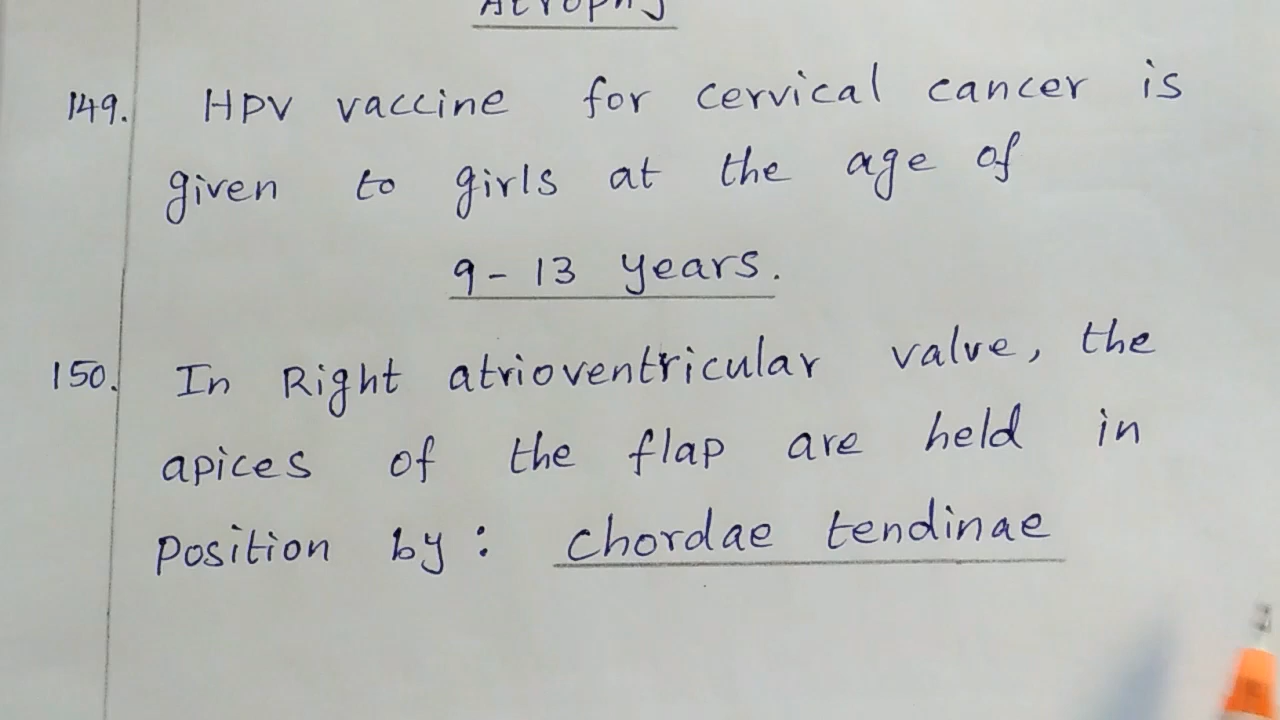 Atrophy
149. HPV vaccine for cervical cancer is
given to girls at the age of
9 - 13 years.
150. In Right atrioventricular valve, the
apices of the flap are held in
position by : chordae tendinae